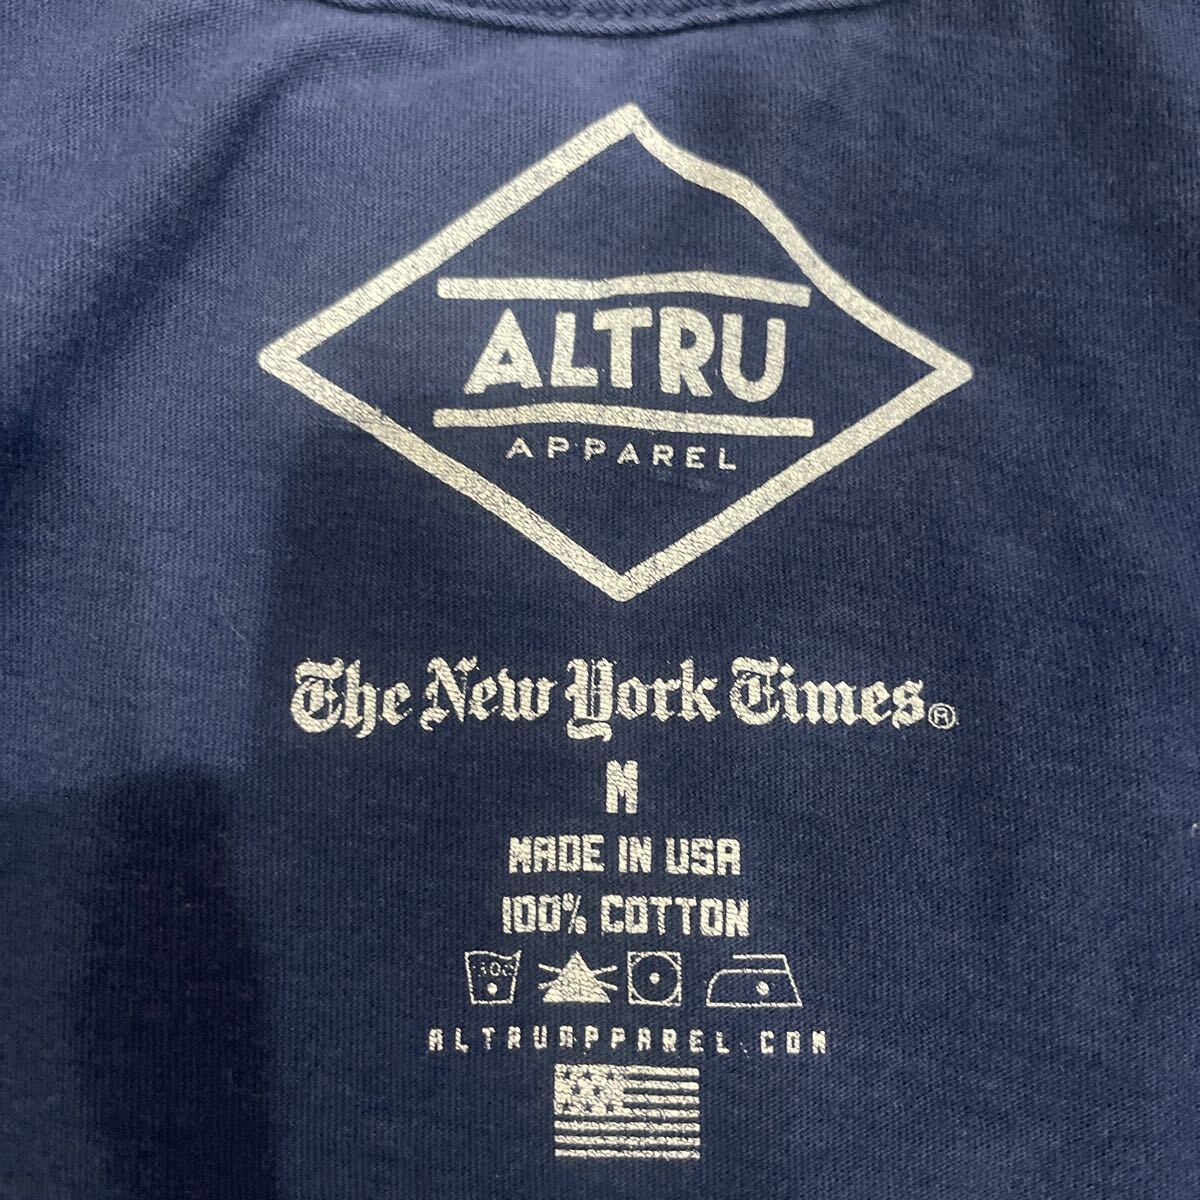 ALTRU
APPAREL
The New York Times®
M
MADE IN USA
100% COTTON
ALTRUAPPAREL.COM